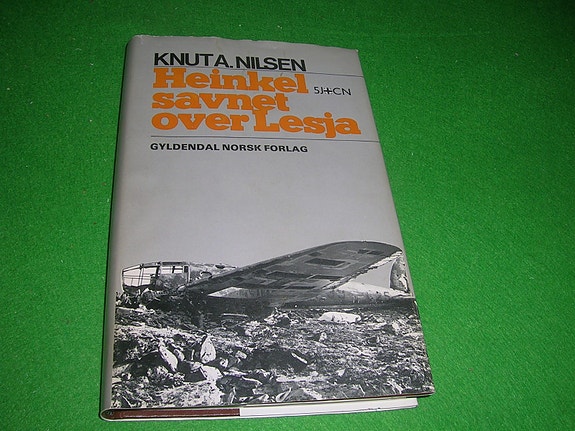 KNUT A. NILSEN
Heinkel 5J+CN
savnet
over Lesja
GYLDENDAL NORSK FORLAG